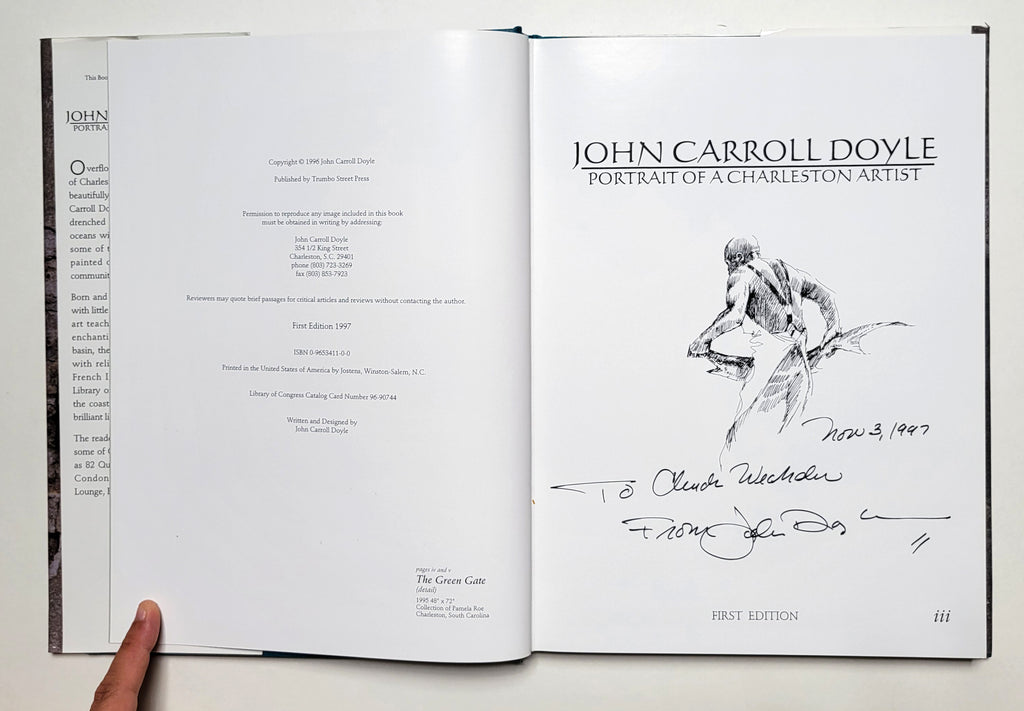 This Boo
JOHN
PORTRA
Overflo
of Charles
beautifully
Carroll Do
drenched
oceans wi
some of t
painted c
communit
Born and
with little
art teach
enchanti
basin, the
with reli
French I
Library o
the coast
brilliant li
The reade
some of
as 82 Qu
Condon
Lounge,
Copyright © 1996 John Carroll Doyle
Published by Trumbo Street Press
Permission to reproduce any image included in this book
must be obtained in writing by addressing:
John Carroll Doyle
354 1/2 King Street
Charleston, S.C. 29401
phone (803) 723-3269
fax (803) 853-7923
Reviewers may quote brief passages for critical articles and reviews without contacting the author.
First Edition 1997
ISBN 0-9653411-0-0
Printed in the United States of America by Jostens, Winston-Salem, N.C.
Library of Congress Catalog Card Number 96-90744
Written and Designed by
John Carroll Doyle
pages iv and v
The Green Gate
(detail)
1995 48" x 72"
Collection of Pamela Roe
Charleston, South Carolina
JOHN CARROLL DOYLE
PORTRAIT OF A CHARLESTON ARTIST
Nov 3, 1997
To
From John Doyle
FIRST EDITION
iii